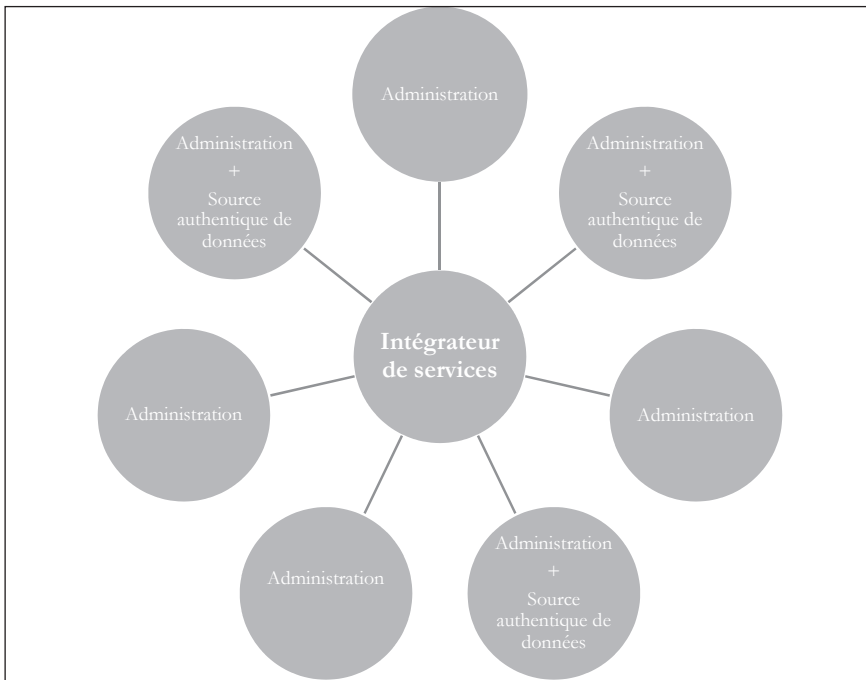 Administration
Administration
+
Source
authentique de
données
Administration
+
Source
authentique de
données
Intégrateur
de services
Administration
Administration
Administration
Administration
+
Source
authentique de
données